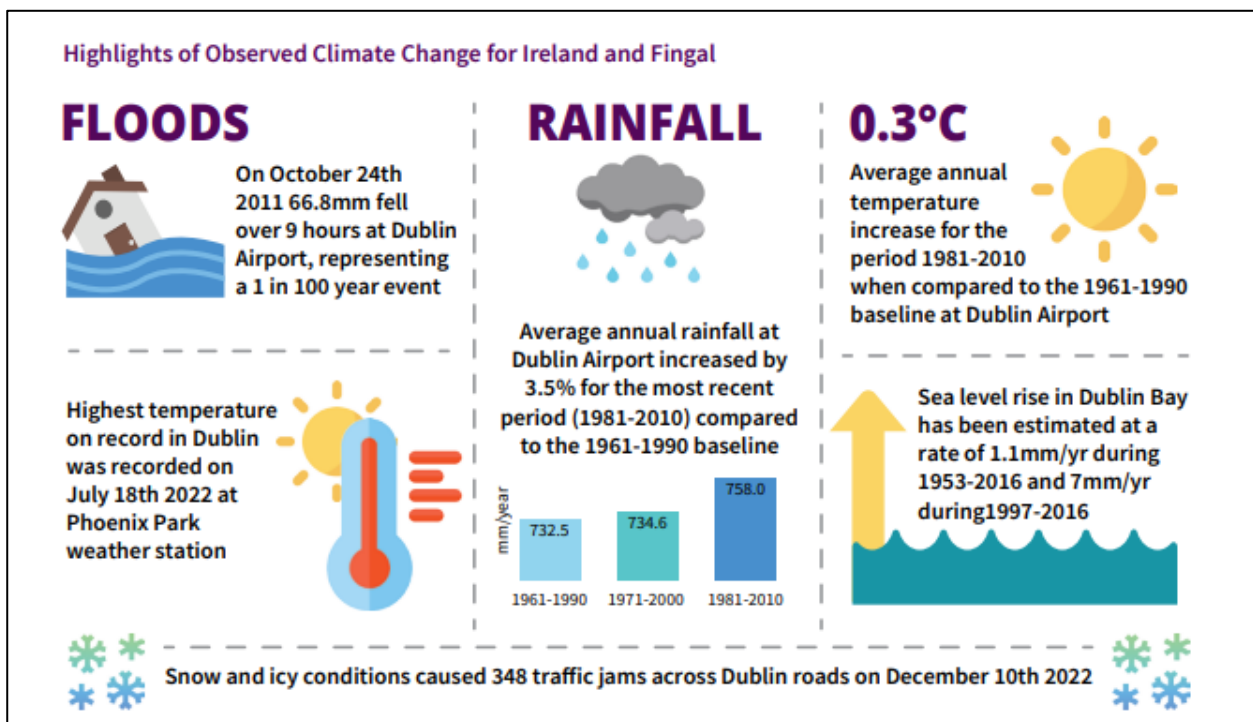 Highlights of Observed Climate Change for Ireland and Fingal
FLOODS
On October 24th
2011 66.8mm fell
over 9 hours at Dublin
Airport, representing
a 1 in 100 year event
Highest temperature
on record in Dublin
was recorded on
July 18th 2022 at
Phoenix Park
weather station
RAINFALL
Average annual rainfall at
Dublin Airport increased by
3.5% for the most recent
period (1981-2010) compared
to the 1961-1990 baseline
mm/year
732.5
734.6
758.0
1961-1990 1971-2000 1981-2010
0.3°C
Average annual
temperature
increase for the
period 1981-2010
when compared to the 1961-1990
baseline at Dublin Airport
Sea level rise in Dublin Bay
has been estimated at a
rate of 1.1mm/yr during
1953-2016 and 7mm/yr
during1997-2016
Snow and icy conditions caused 348 traffic jams across Dublin roads on December 10th 2022